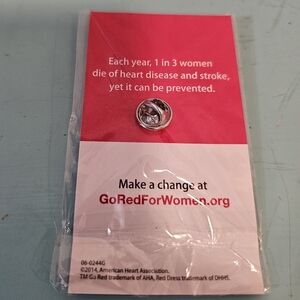 Each year, 1 in 3 women
die of heart disease and stroke,
yet it can be prevented.
Make a change at
GoRedForWomen.org
06-0244G
©2014, American Heart Association.
TM Go Red trademark of AHA, Red Dress trademark of DHHS.